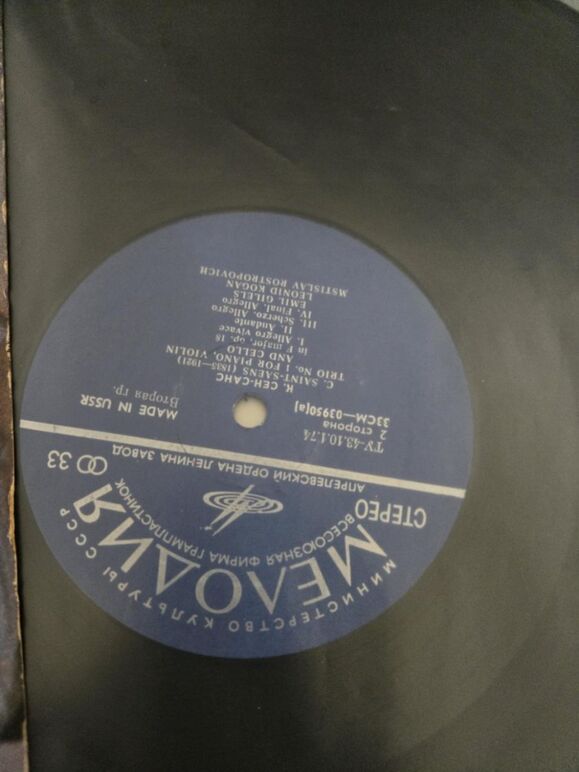 МИНИСТЕРСТВО КУЛЬТУРЫ СССР
МЕЛОДИЯ
ВСЕСОЮЗНАЯ ФИРМА ГРАМПЛАСТИНОК
СТЕРЕО
33
АПРЕЛЕВСКИЙ ОРДЕНА ЛЕНИНА ЗАВОД
ТУ-43.10.1.74
2 сторона
33СМ—03950(а)
MADE IN USSR
Вторая гр.
К. СЕН-САНС
C. SAINT-SAENS (1835—1921)
TRIO No. 1 FOR PIANO, VIOLIN
AND CELLO
in F major, op. 18
I. Allegro vivace
II. Andante
III. Scherzo. Allegro
IV. Final. Allegro
EMIL GILELS
LEONID KOGAN
MSTISLAV ROSTROPOVICH